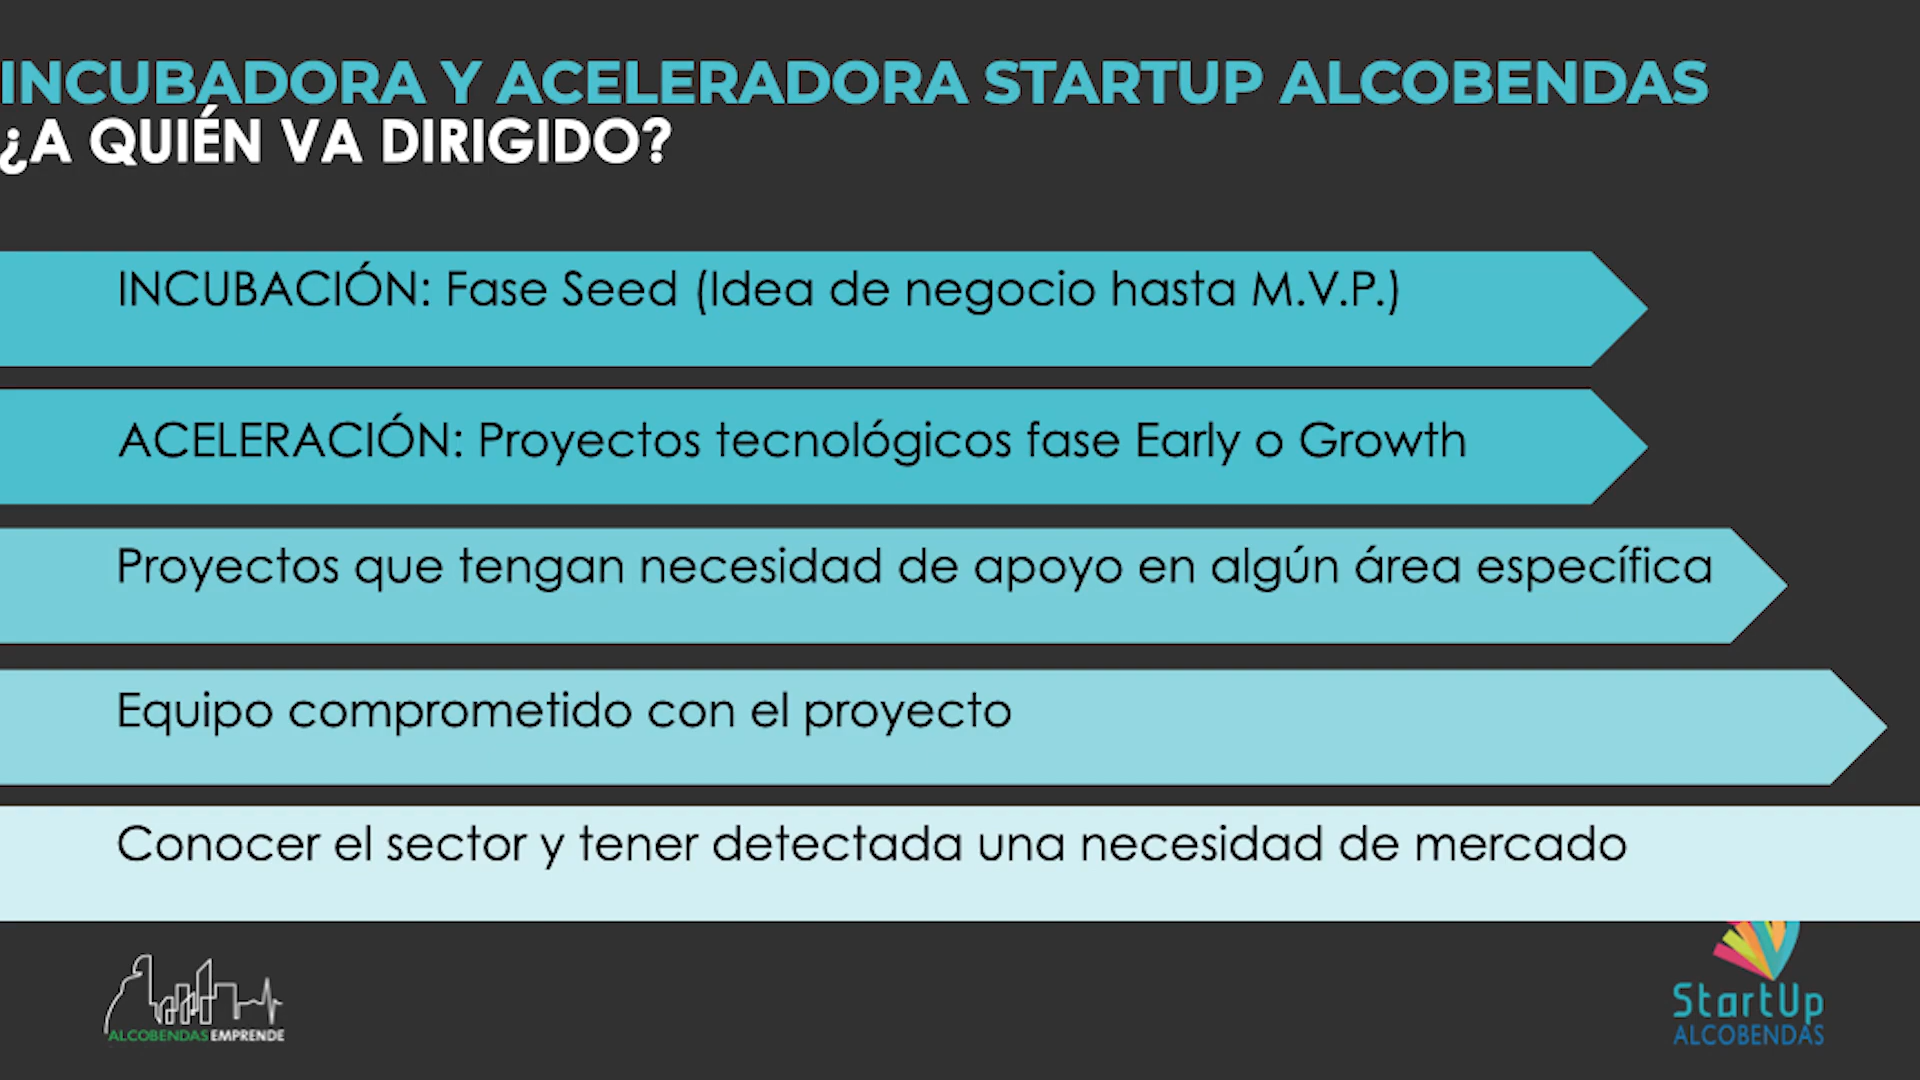 INCUBADORA Y ACELERADORA STARTUP ALCOBENDAS
¿A QUIÉN VA DIRIGIDO?
INCUBACIÓN: Fase Seed (Idea de negocio hasta M.V.P.)
ACELERACIÓN: Proyectos tecnológicos fase Early o Growth
Proyectos que tengan necesidad de apoyo en algún área específica
Equipo comprometido con el proyecto
Conocer el sector y tener detectada una necesidad de mercado
ALCOBENDAS EMPRENDE
StartUp
ALCOBENDAS